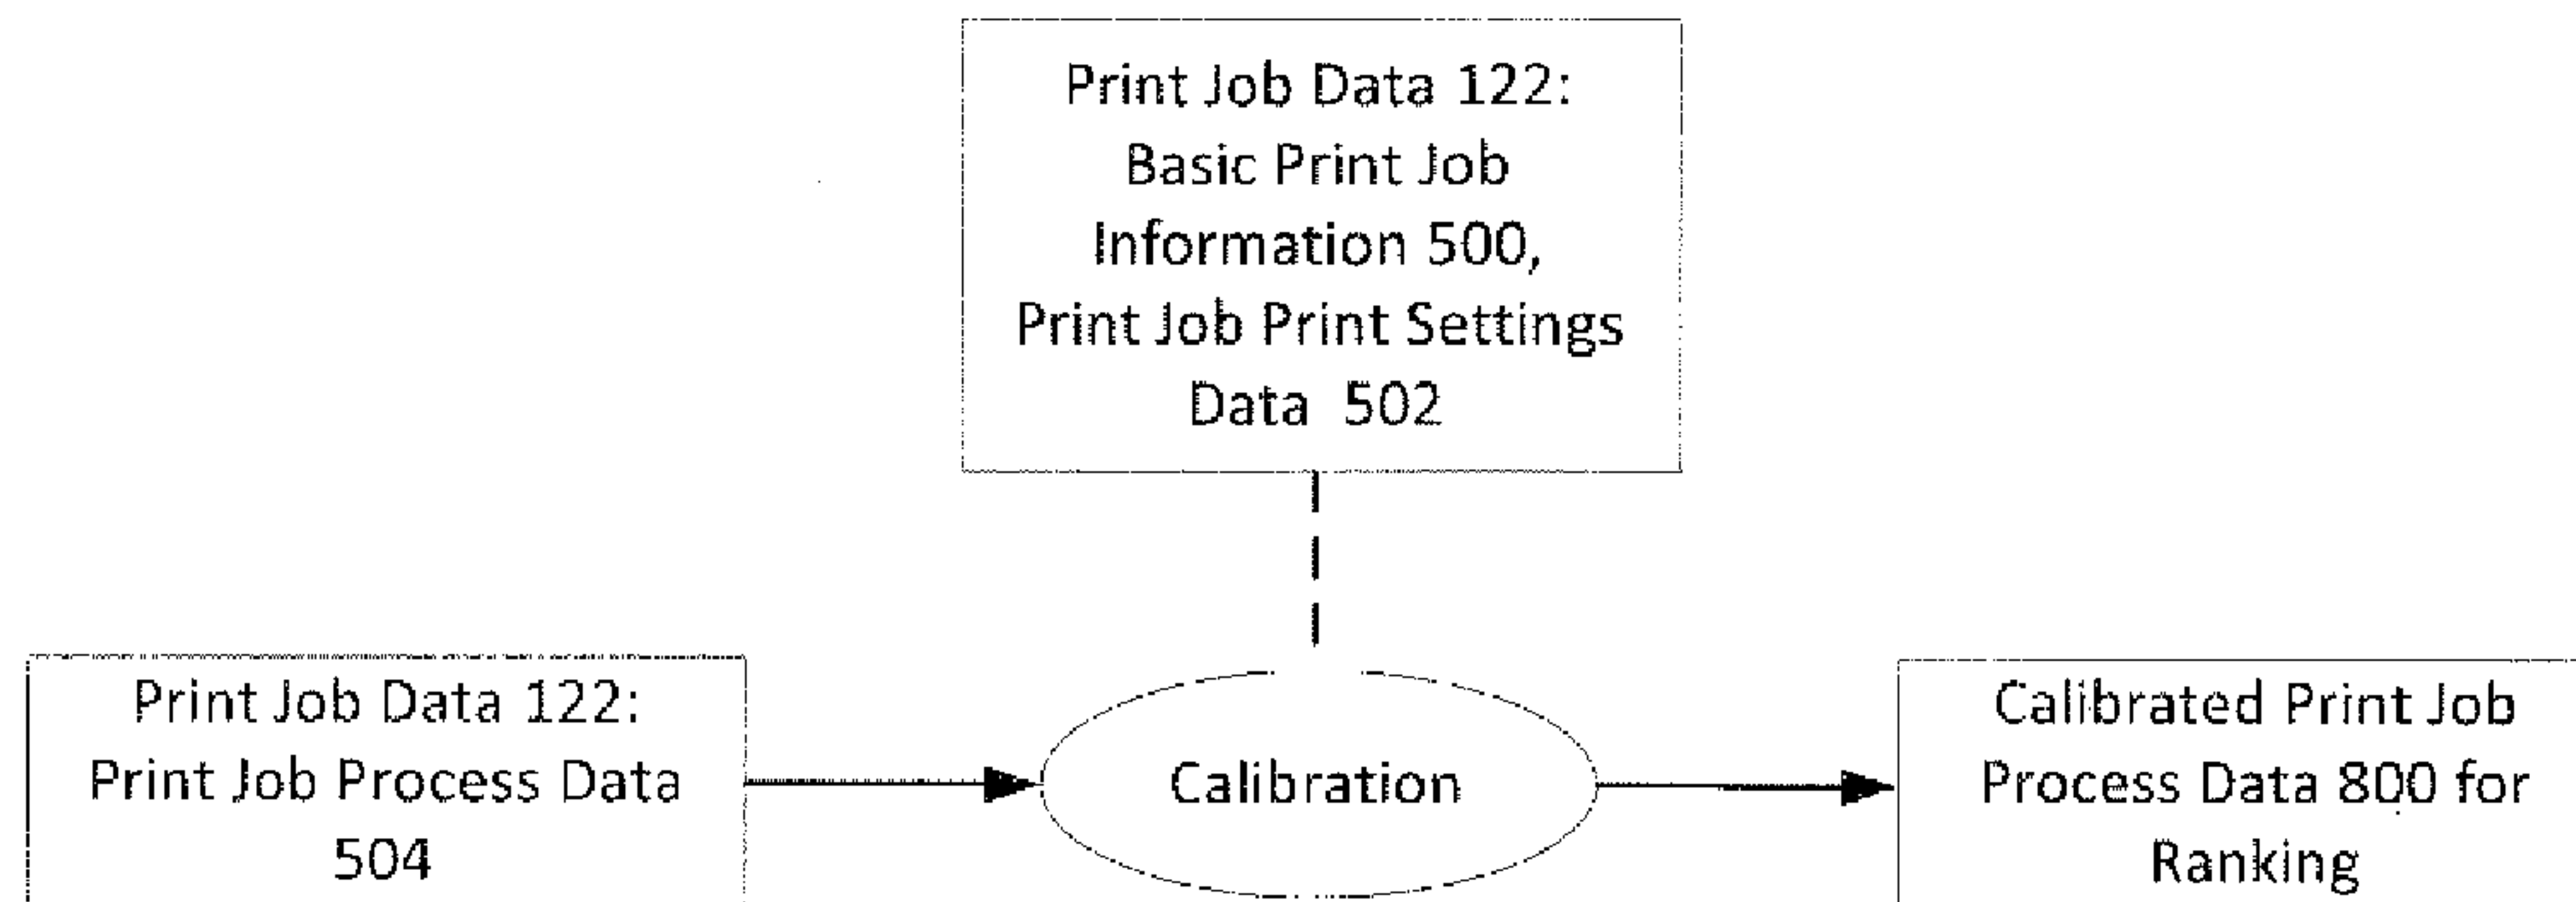 Print Job Data 122:
Basic Print Job
Information 500,
Print Job Print Settings
Data 502
Print Job Data 122:
Print Job Process Data
504
Calibration
Calibrated Print Job
Process Data 800 for
Ranking